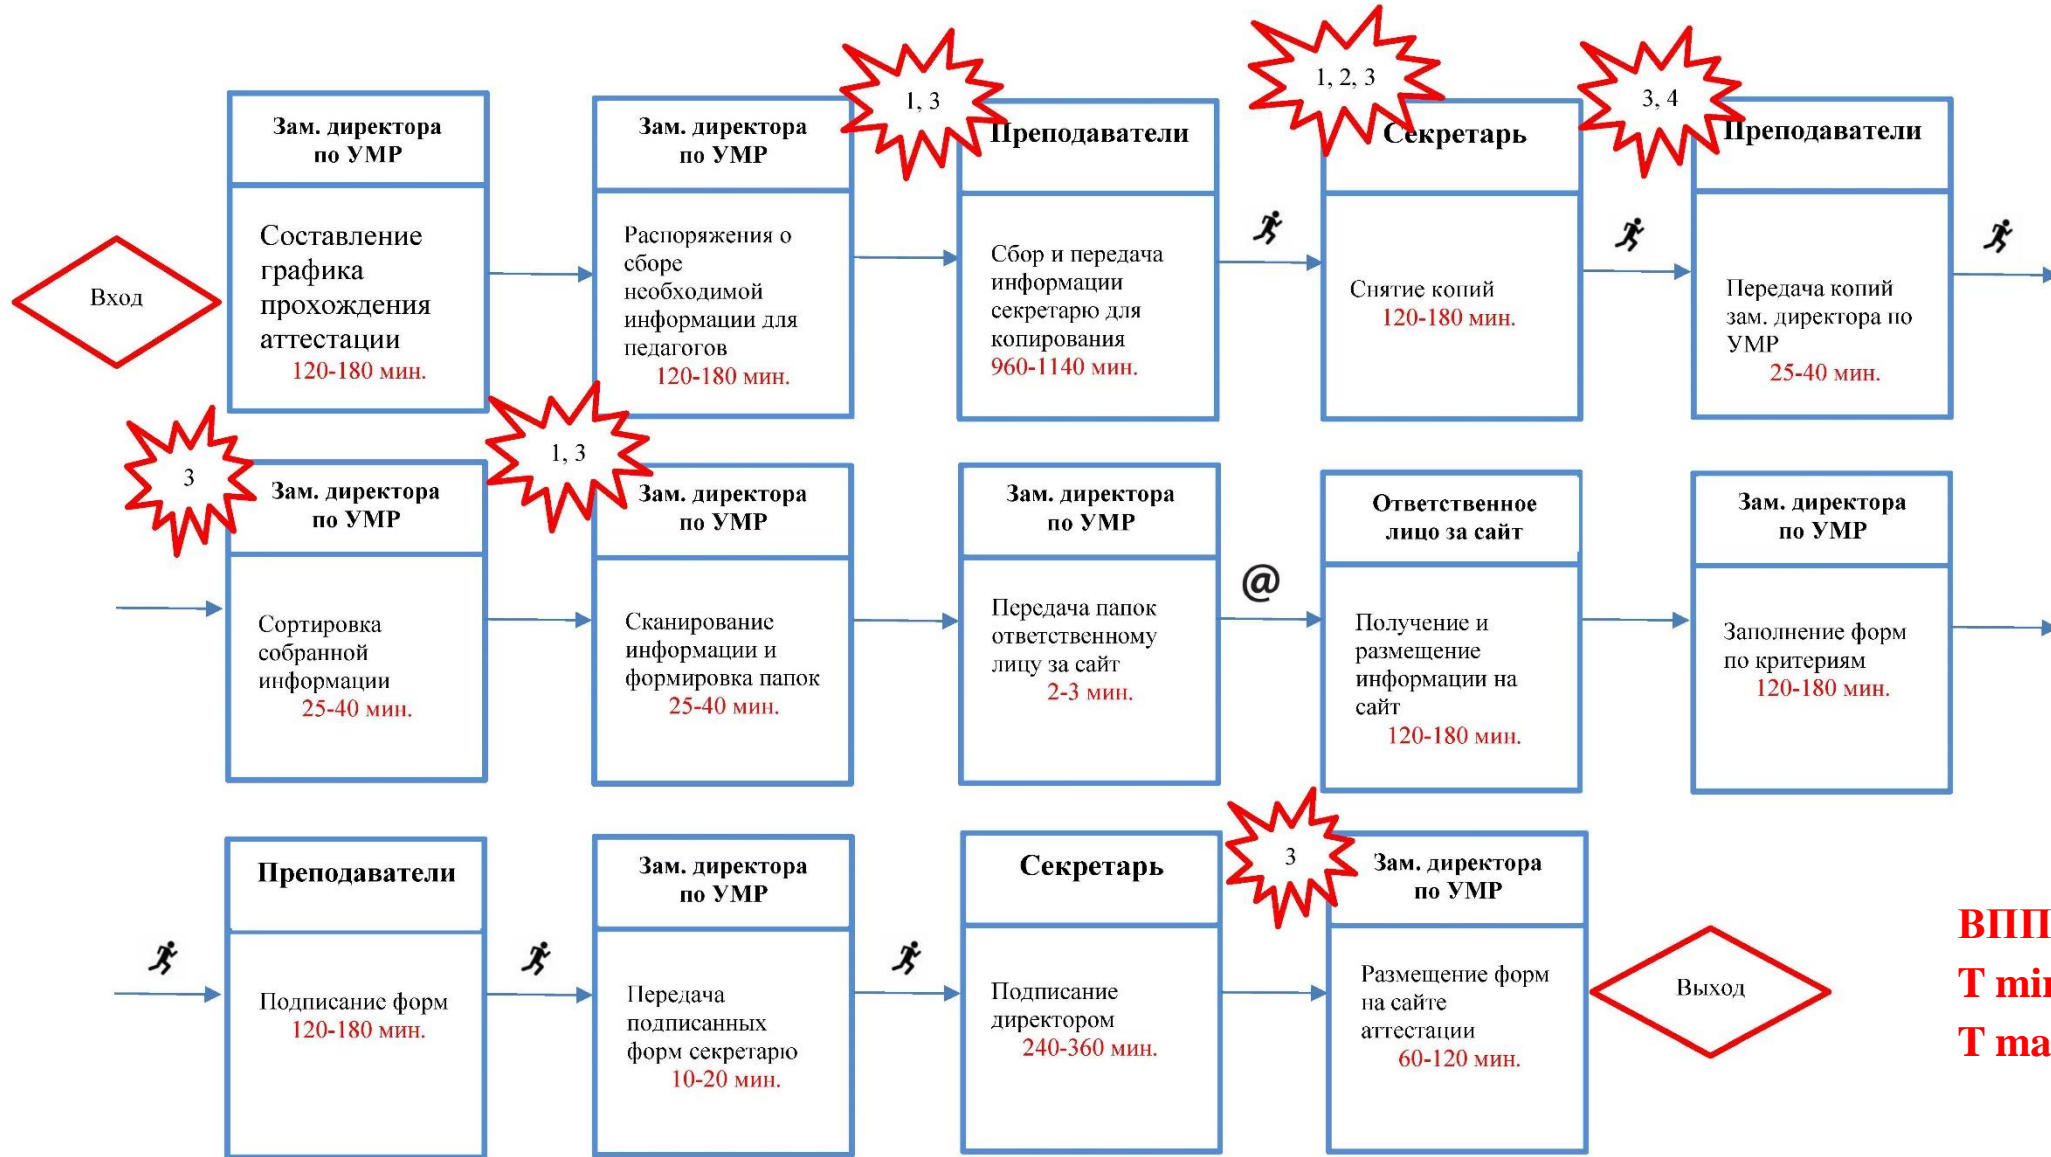 Вход
Зам. директора
по УМР
Составление
графика
прохождения
аттестации
120-180 мин.
Зам. директора
по УМР
Распоряжения о
сборе
необходимой
информации для
педагогов
120-180 мин.
1, 3
Преподаватели
Сбор и передача
информации
секретарю для
копирования
960-1140 мин.
1, 2, 3
Секретарь
Снятие копий
120-180 мин.
3, 4
Преподаватели
Передача копий
зам. директора по
УМР
25-40 мин.
3
Зам. директора
по УМР
Сортировка
собранной
информации
25-40 мин.
1, 3
Зам. директора
по УМР
Сканирование
информации и
формировка папок
25-40 мин.
Зам. директора
по УМР
Передача папок
ответственному
лицу за сайт
2-3 мин.
@
Ответственное
лицо за сайт
Получение и
размещение
информации на
сайт
120-180 мин.
Зам. директора
по УМР
Заполнение форм
по критериям
120-180 мин.
Преподаватели
Подписание форм
120-180 мин.
Зам. директора
по УМР
Передача
подписанных
форм секретарю
10-20 мин.
Секретарь
Подписание
директором
240-360 мин.
3
Зам. директора
по УМР
Размещение форм
на сайте
аттестации
60-120 мин.
Выход
ВПП
T min
T ma